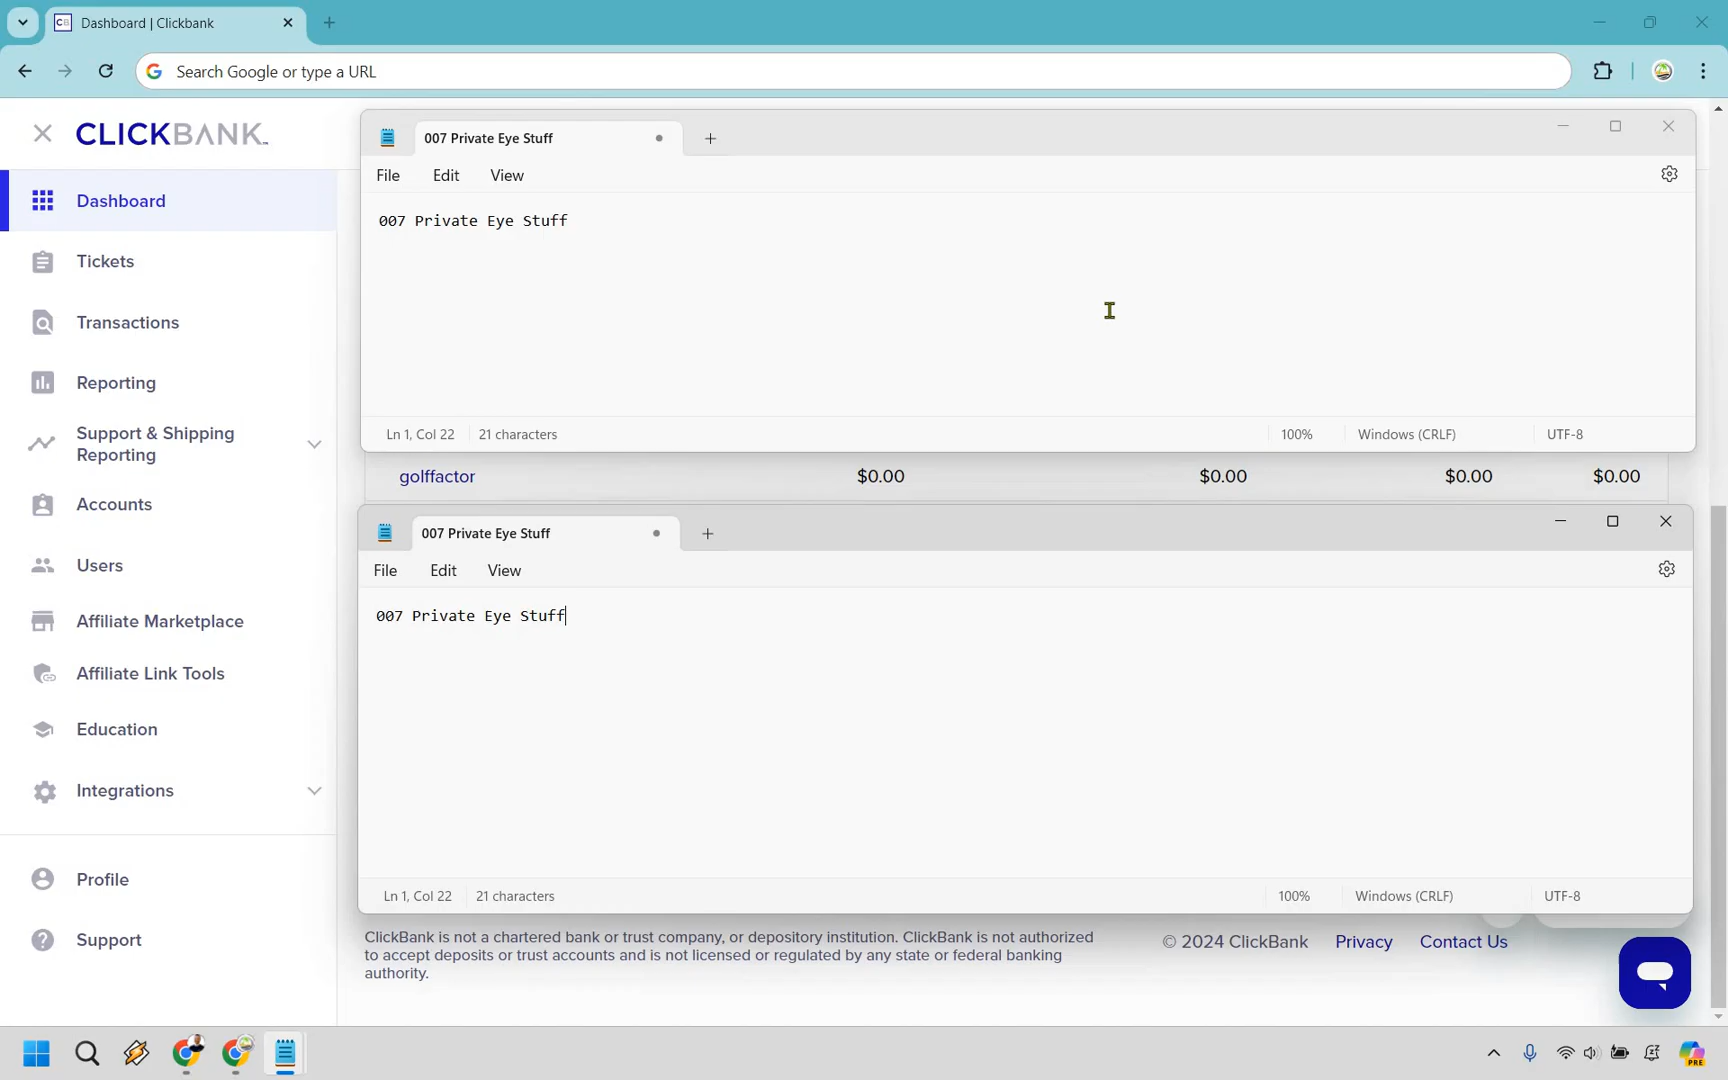 Dashboard | Clickbank
Search Google or type a URL
CLICKBANK
Dashboard
Tickets
Transactions
Reporting
Support & Shipping
Reporting
Accounts
Users
Affiliate Marketplace
Affiliate Link Tools
Education
Integrations
Profile
Support
007 Private Eye Stuff
File Edit View
007 Private Eye Stuff
Ln 1, Col 22 21 characters 100% Windows (CRLF) UTF-8
golffactor $0.00 $0.00 $0.00 $0.00
007 Private Eye Stuff
File Edit View
007 Private Eye Stuff
Ln 1, Col 22 21 characters 100% Windows (CRLF) UTF-8
ClickBank is not a chartered bank or trust company, or depository institution. ClickBank is not authorized
to accept deposits or trust accounts and is not licensed or regulated by any state or federal banking
authority.
© 2024 ClickBank Privacy Contact Us
PRE